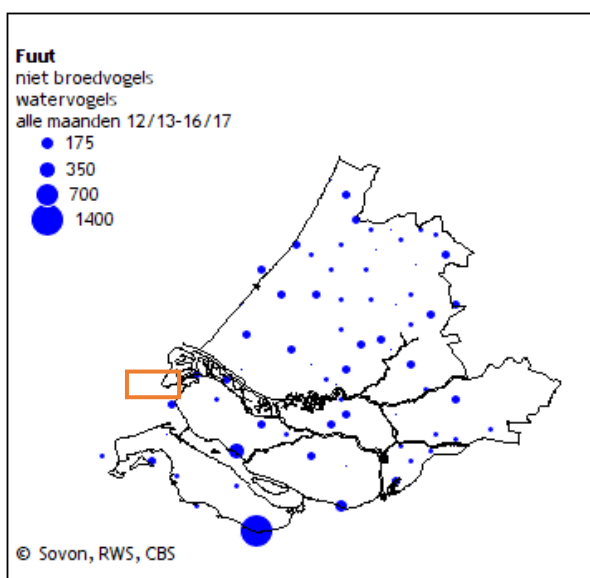 Fuut
niet broedvogels
watervogels
alle maanden 12/13-16/17
175
350
700
1400
© Sovon, RWS, CBS